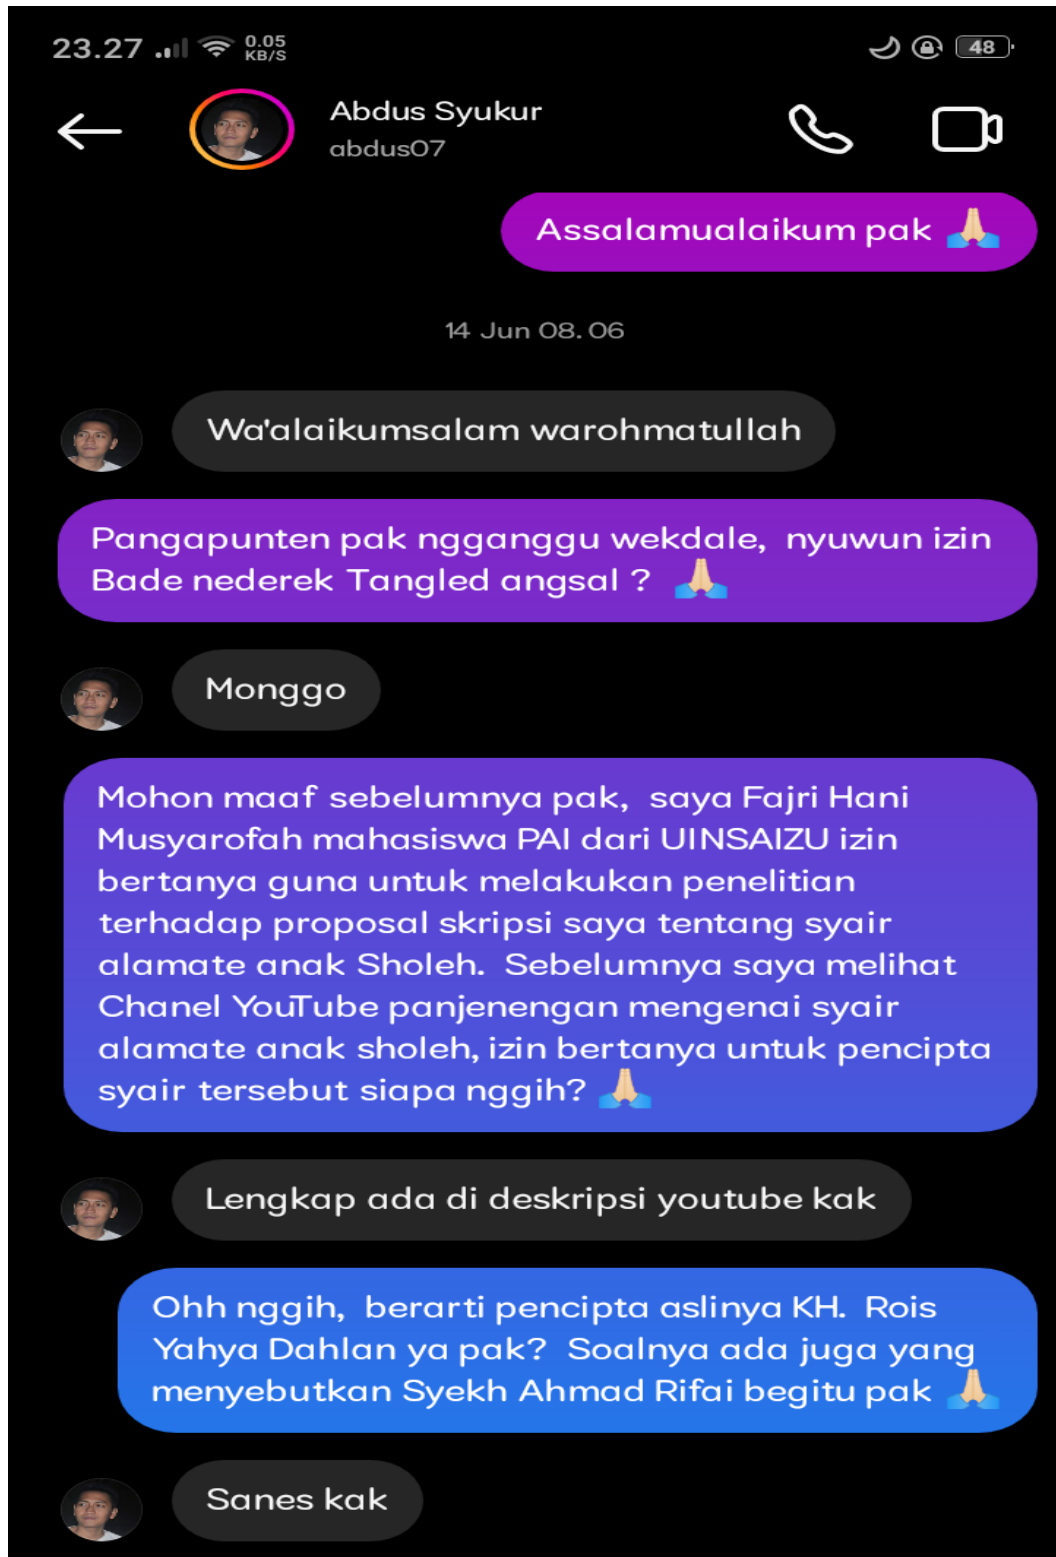 23.27 0.05 KB/S 48
Abdus Syukur
abdus07
Assalamualaikum pak 🙏🏻
14 Jun 08.06
Wa'alaikumsalam warohmatullah
Pangapunten pak ngganggu wekdale, nyuwun izin
Bade nederek Tangled angsal ? 🙏🏻
Monggo
Mohon maaf sebelumnya pak, saya Fajri Hani
Musyarofah mahasiswa PAI dari UINSAIZU izin
bertanya guna untuk melakukan penelitian
terhadap proposal skripsi saya tentang syair
alamate anak Sholeh. Sebelumnya saya melihat
Chanel YouTube panjenengan mengenai syair
alamate anak sholeh, izin bertanya untuk pencipta
syair tersebut siapa nggih? 🙏🏻
Lengkap ada di deskripsi youtube kak
Ohh nggih, berarti pencipta aslinya KH. Rois
Yahya Dahlan ya pak? Soalnya ada juga yang
menyebutkan Syekh Ahmad Rifai begitu pak 🙏🏻
Sanes kak